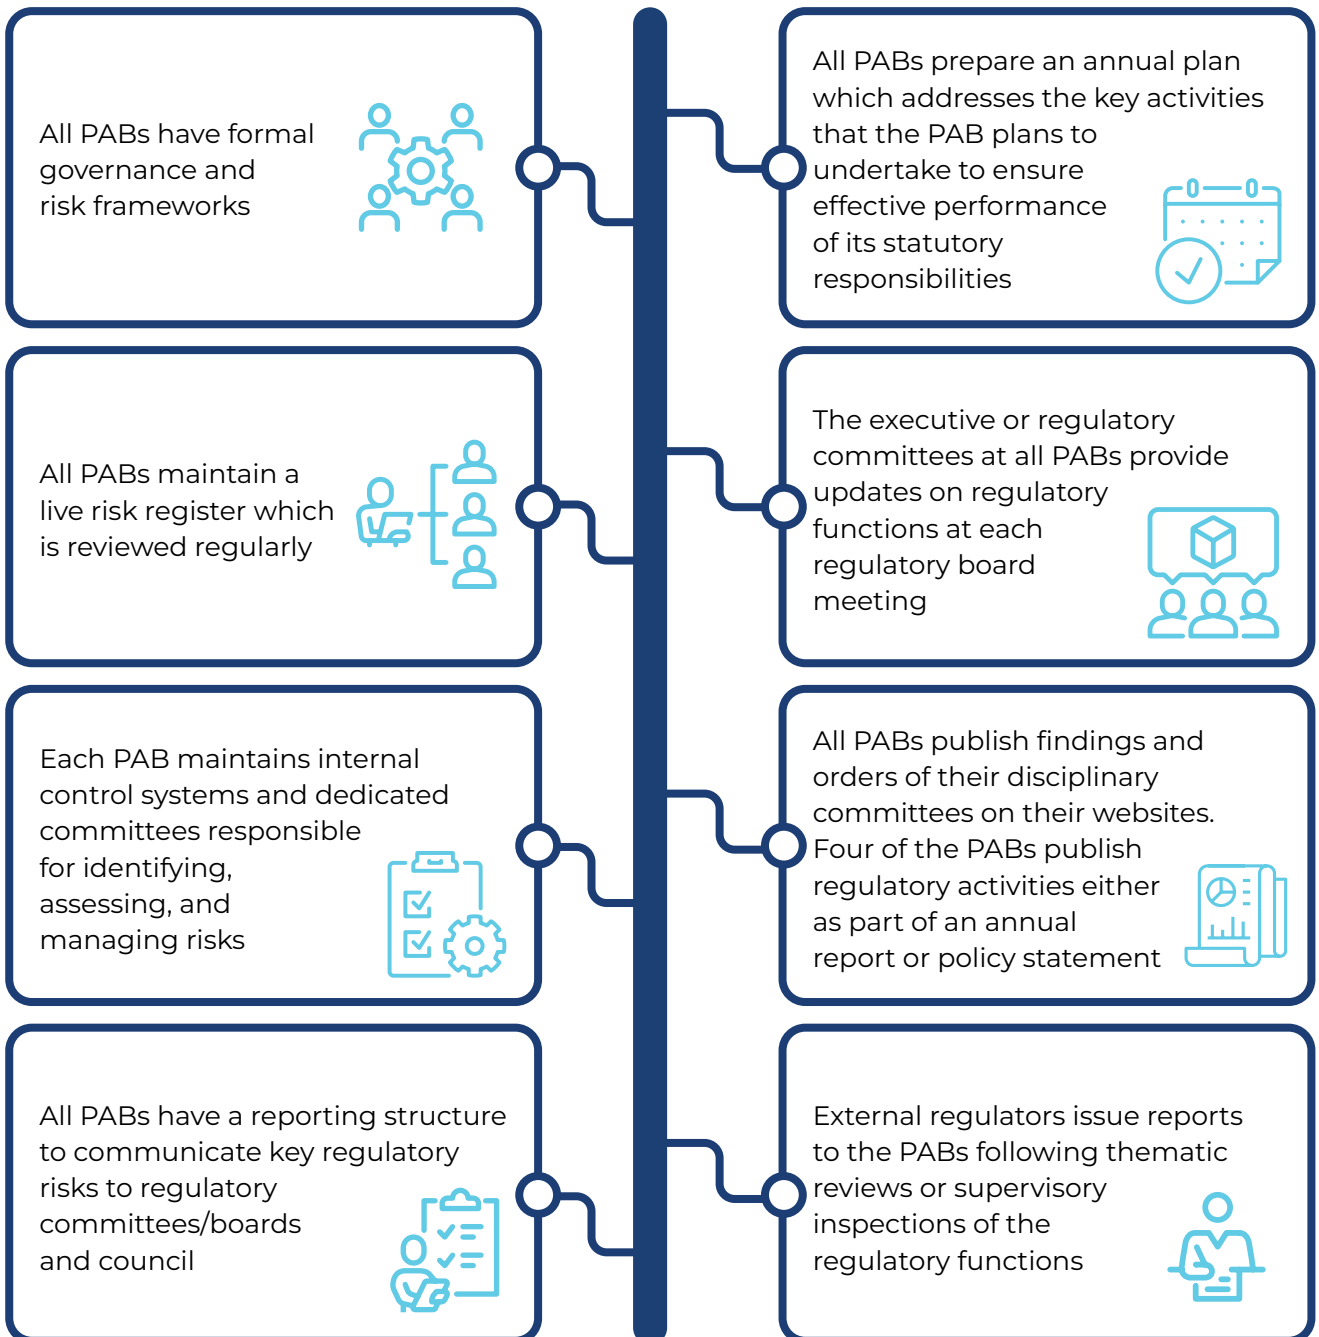 All PABs have formal
governance and
risk frameworks
All PABs prepare an annual plan
which addresses the key activities
that the PAB plans to
undertake to ensure
effective performance
of its statutory
responsibilities
All PABs maintain a
live risk register which
is reviewed regularly
The executive or regulatory
committees at all PABs provide
updates on regulatory
functions at each
regulatory board
meeting
Each PAB maintains internal
control systems and dedicated
committees responsible
for identifying,
assessing, and
managing risks
All PABs publish findings and
orders of their disciplinary
committees on their websites.
Four of the PABs publish
regulatory activities either
as part of an annual
report or policy statement
All PABs have a reporting structure
to communicate key regulatory
risks to regulatory
committees/boards
and council
External regulators issue reports
to the PABs following thematic
reviews or supervisory
inspections of the
regulatory functions